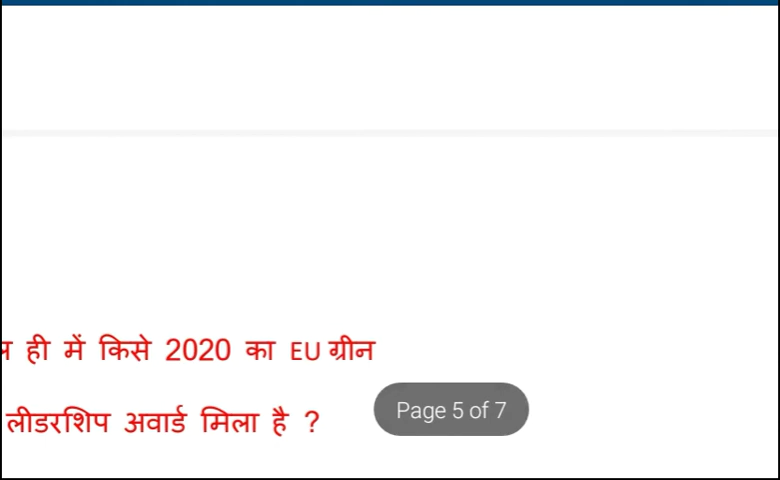 ही में किसे 2020 का EU ग्रीन
लीडरशिप अवार्ड मिला है ?
Page 5 of 7